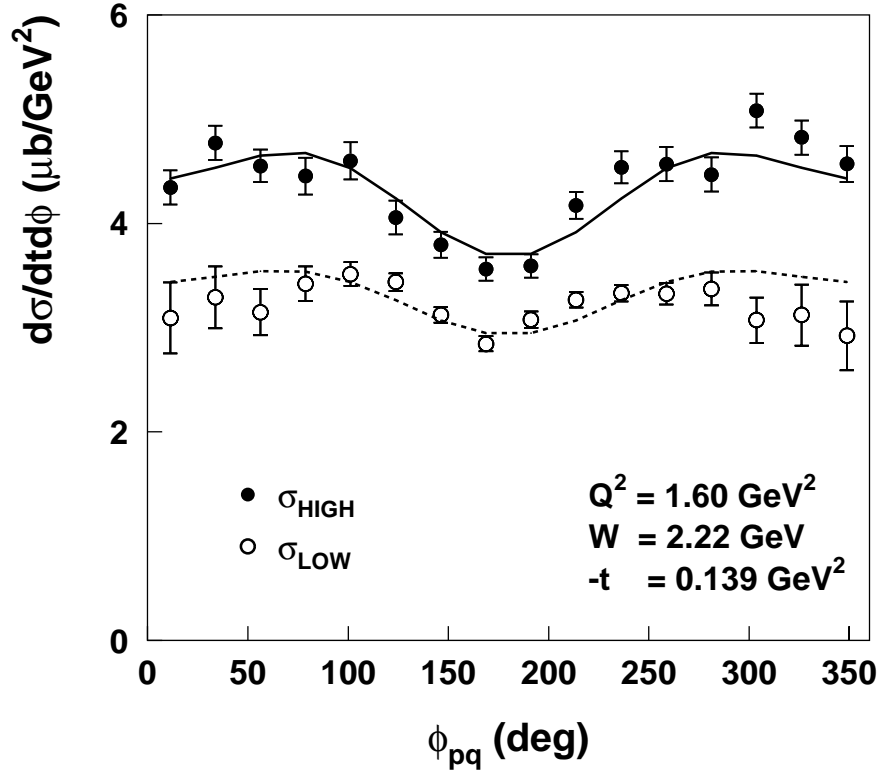 dσ/dtdϕ (μb/GeV²)
6
4
2
0
σHIGH
σLOW
Q² = 1.60 GeV²
W = 2.22 GeV
-t = 0.139 GeV²
0 50 100 150 200 250 300 350
ϕpq (deg)